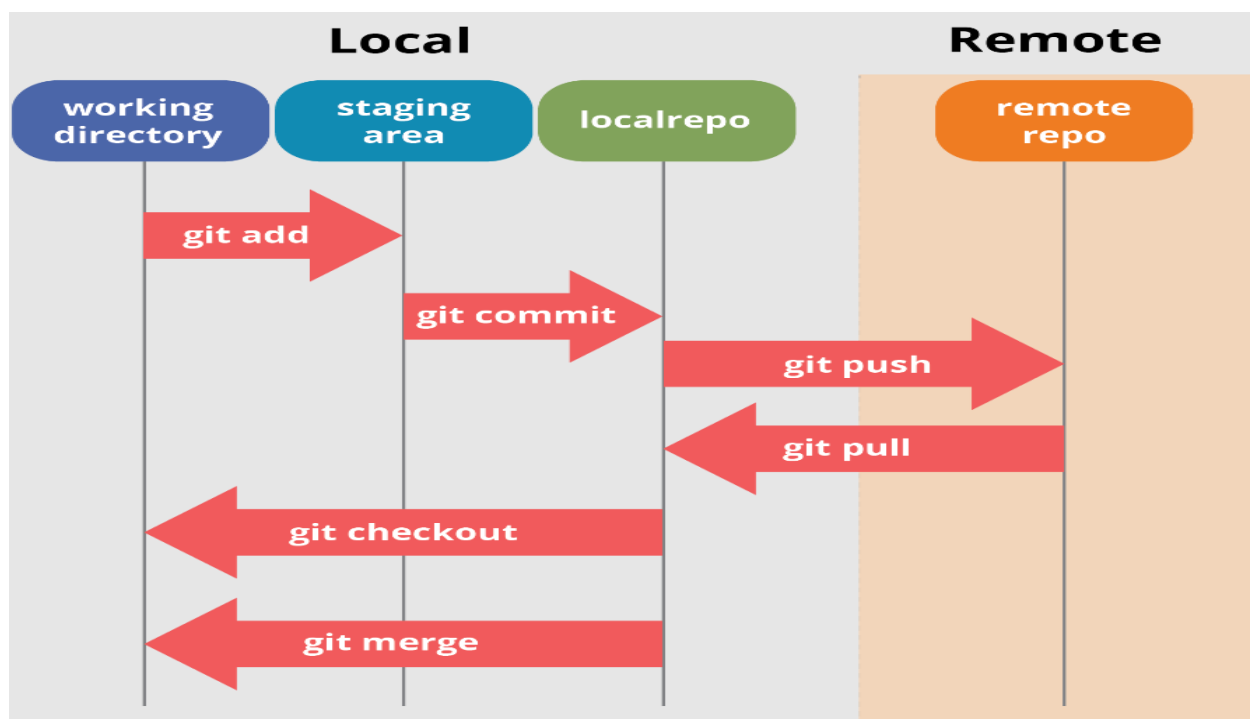 Local
Remote
working
directory
staging
area
localrepo
remote
repo
git add
git commit
git push
git pull
git checkout
git merge